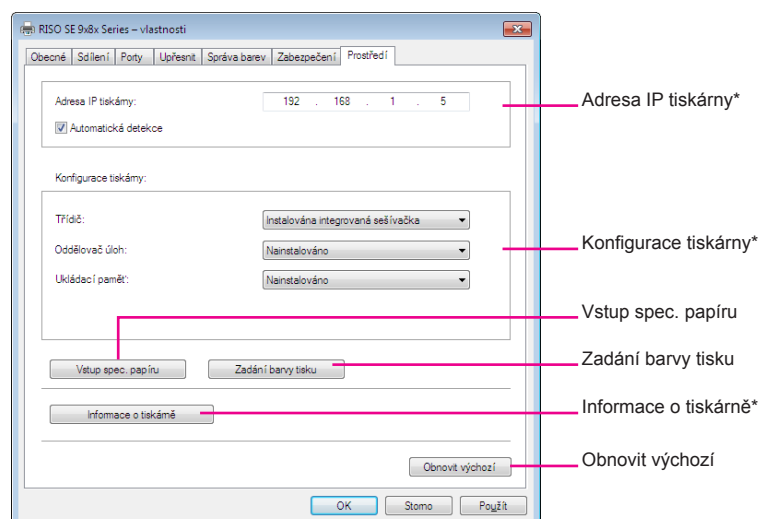 RISO SE 9x8x Series – vlastnosti
Obecné Sdílení Porty Upřesnit Správa barev Zabezpečení Prostředí
Adresa IP tiskárny: 192 . 168 . 1 . 5
Adresa IP tiskárny*
Automatická detekce
Konfigurace tiskárny:
Třídič: Instalována integrovaná sešívačka
Oddělovač úloh: Nainstalováno
Konfigurace tiskárny*
Ukládací paměť: Nainstalováno
Vstup spec. papíru
Zadání barvy tisku
Vstup spec. papíru Zadání barvy tisku
Informace o tiskárně*
Informace o tiskárně
Obnovit výchozí
Obnovit výchozí
OK Storno Použít